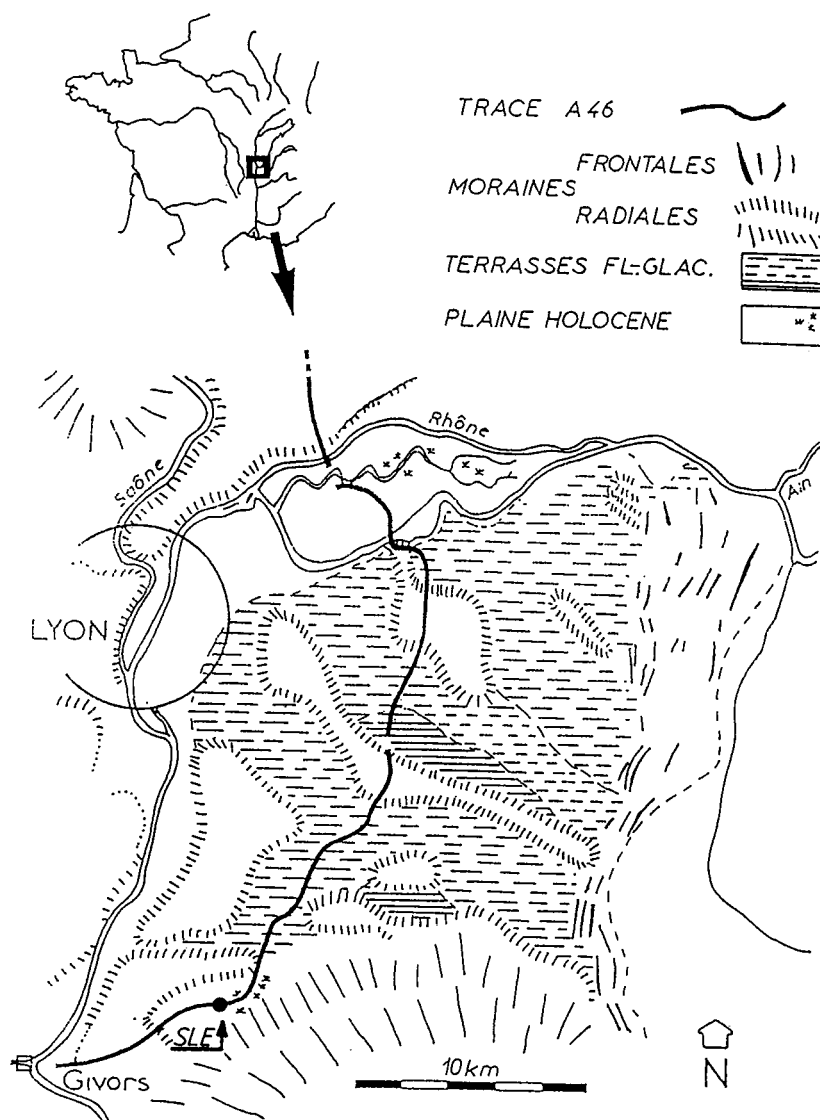 TRACE A46
FRONTALES
MORAINES
RADIALES
TERRASSES FL-GLAC.
PLAINE HOLOCENE
Rhône
Saône
Ain
LYON
SLE
Givors
10km
N